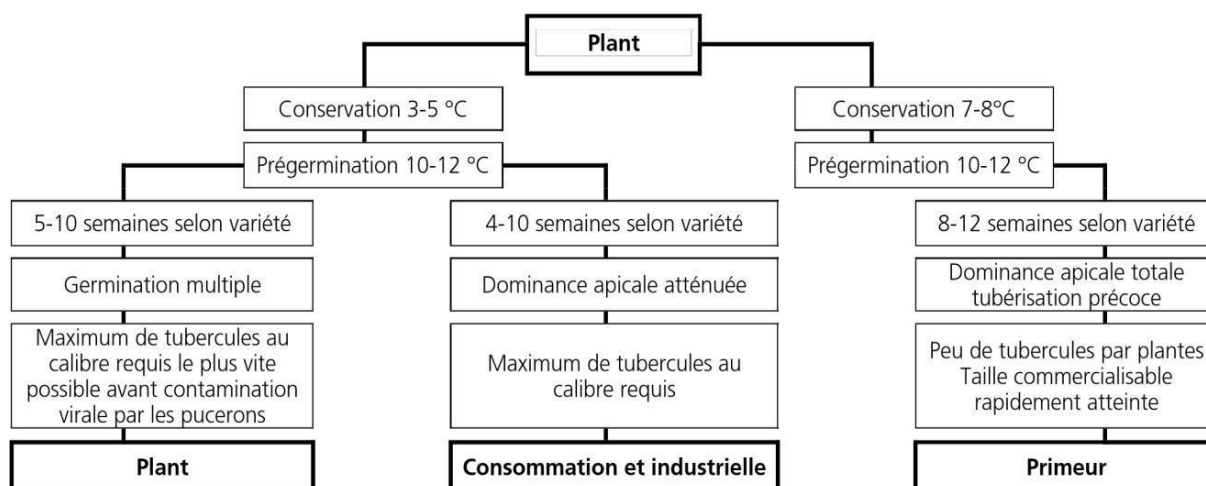 Plant
Conservation 3-5 °C
Conservation 7-8°C
Prégermination 10-12 °C
Prégermination 10-12 °C
5-10 semaines selon variété
4-10 semaines selon variété
8-12 semaines selon variété
Germination multiple
Dominance apicale atténuée
Dominance apicale totale
tubérisation précoce
Maximum de tubercules au
calibre requis le plus vite
possible avant contamination
virale par les pucerons
Maximum de tubercules au
calibre requis
Peu de tubercules par plantes
Taille commercialisable
rapidement atteinte
Plant
Consommation et industrielle
Primeur